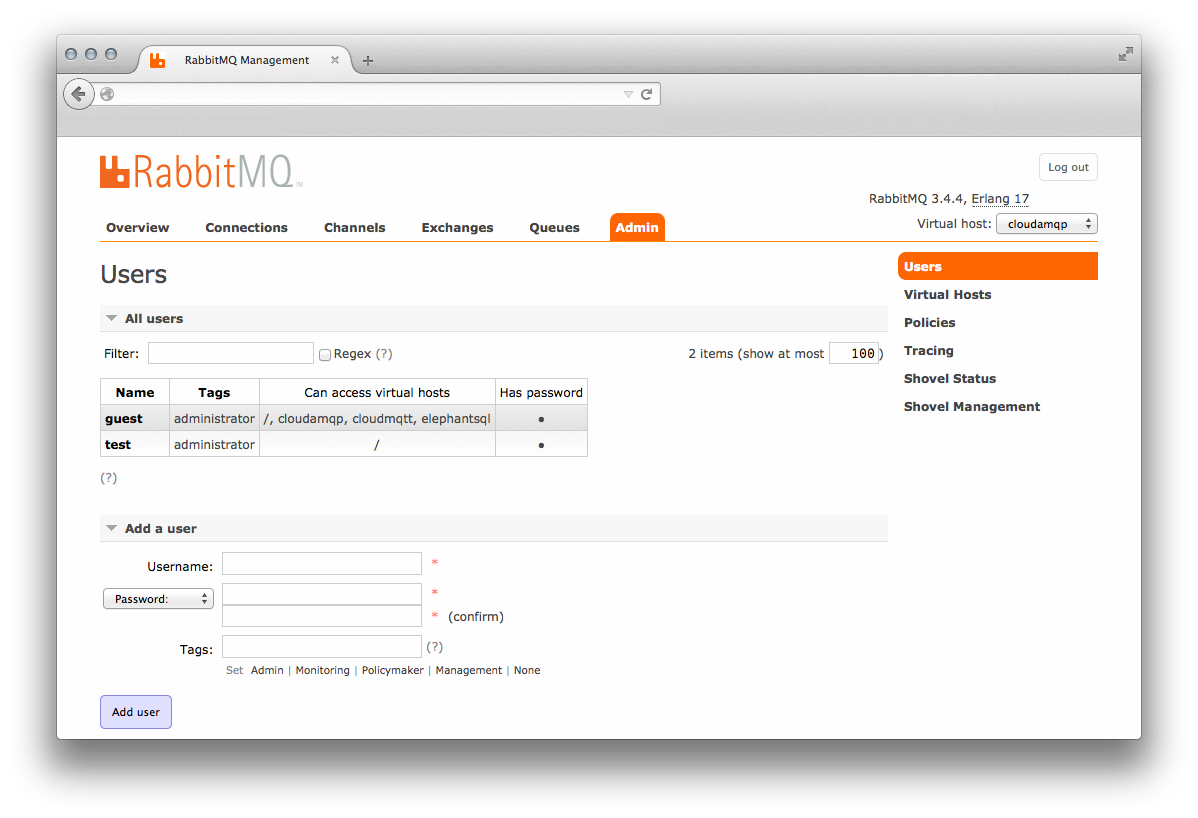 RabbitMQ Management
RabbitMQ™
Log out
RabbitMQ 3.4.4, Erlang 17
Virtual host: cloudamqp
Overview Connections Channels Exchanges Queues Admin
Users
All users
Filter: Regex (?) 2 items (show at most 100)
Name Tags Can access virtual hosts Has password
guest administrator /, cloudamqp, cloudmqtt, elephantsql •
test administrator / •
(?)
Add a user
Username: *
Password: *
* (confirm)
Tags: (?)
Set Admin | Monitoring | Policymaker | Management | None
Add user
Users
Virtual Hosts
Policies
Tracing
Shovel Status
Shovel Management